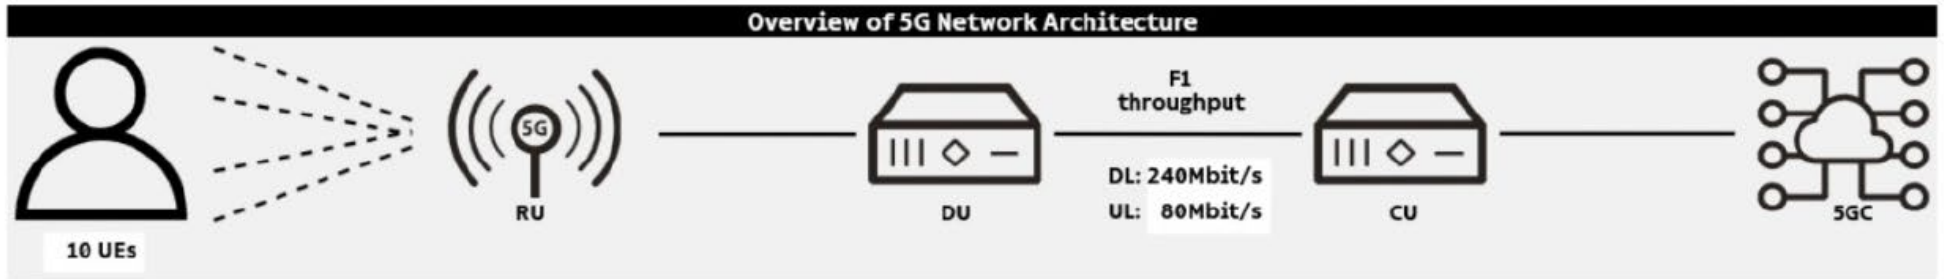 Overview of 5G Network Architecture
F1
throughput
5G
DL: 240Mbit/s
UL: 80Mbit/s
RU
DU
CU
5GC
10 UEs